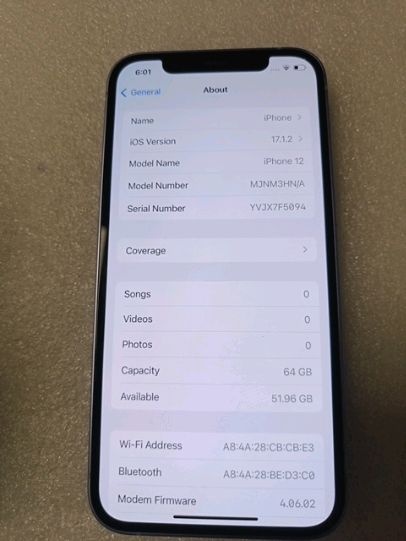 6:01
General
About
Name iPhone
iOS Version 17.1.2
Model Name iPhone 12
Model Number MJNM3HN/A
Serial Number YVJX7F5094
Coverage
Songs 0
Videos 0
Photos 0
Capacity 64 GB
Available 51.96 GB
Wi-Fi Address A8:4A:28:CB:CB:E3
Bluetooth A8:4A:28:BE:D3:C0
Modem Firmware 4.06.02